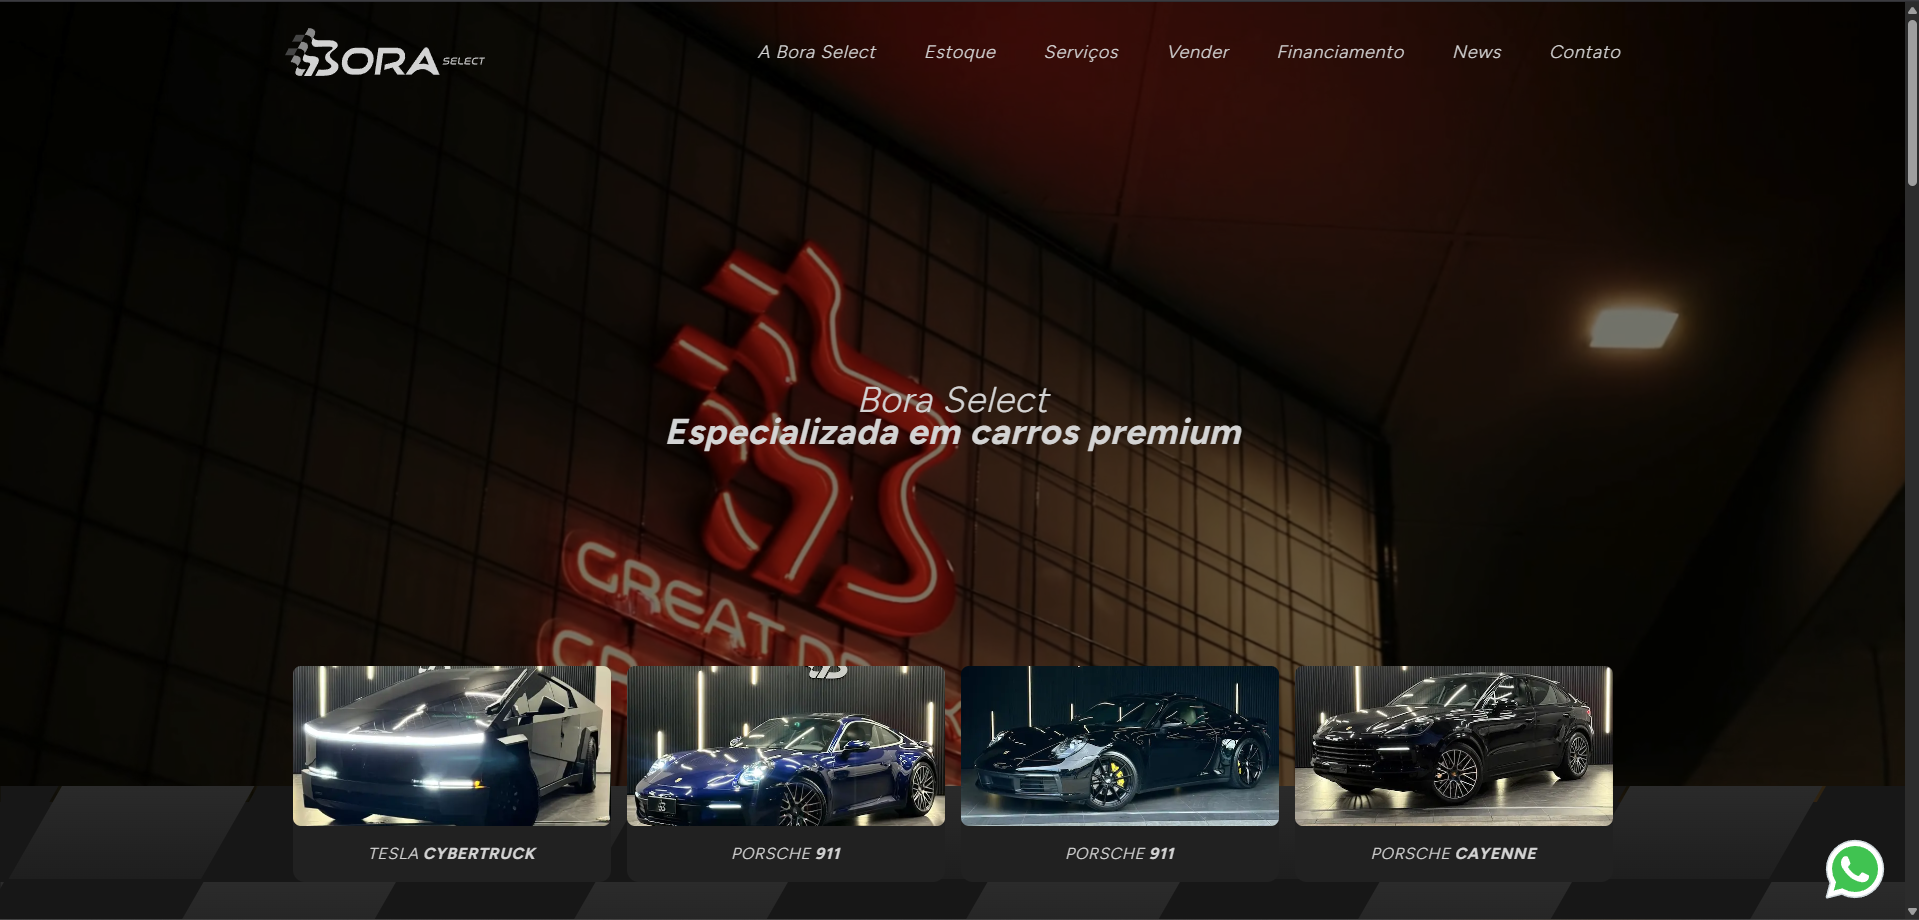 BORA SELECT
A Bora Select Estoque Serviços Vender Financiamento News Contato
Bora Select
Especializada em carros premium
GREAT
TESLA CYBERTRUCK
PORSCHE 911
PORSCHE 911
PORSCHE CAYENNE